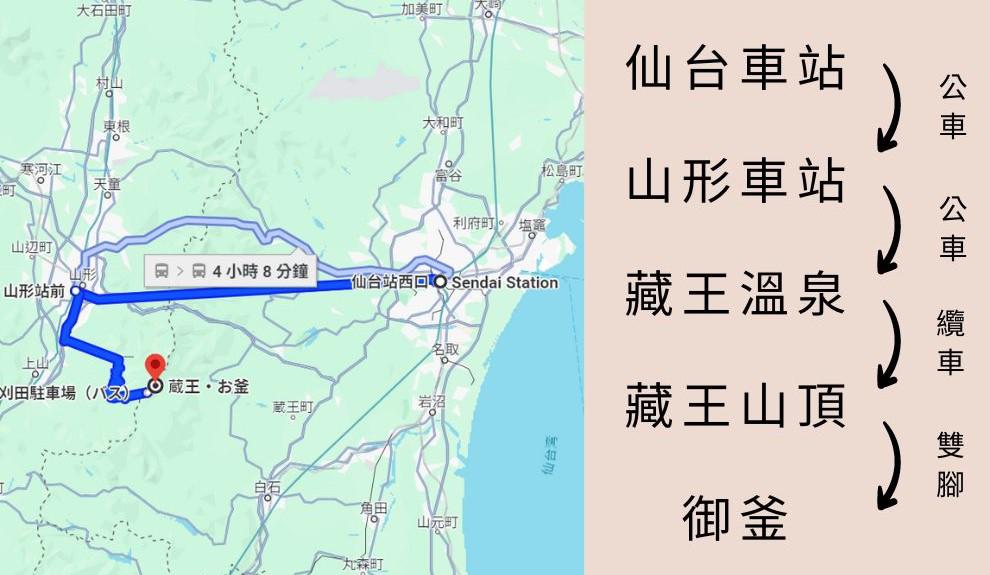 大石田町
加美町
大崎
村山
東根
大和町
寒河江
天童
富谷
松島町
利府町
塩竈
山辺町
山形
4 小時 8 分鐘
山形站前
仙台站西口
Sendai Station
上山
名取
刈田駐車場（バス）
蔵王・お釜
蔵王町
岩沼
仙台湾
白石
角田
山元町
丸森町
仙台車站
公車
山形車站
公車
藏王溫泉
纜車
藏王山頂
雙腳
御釜